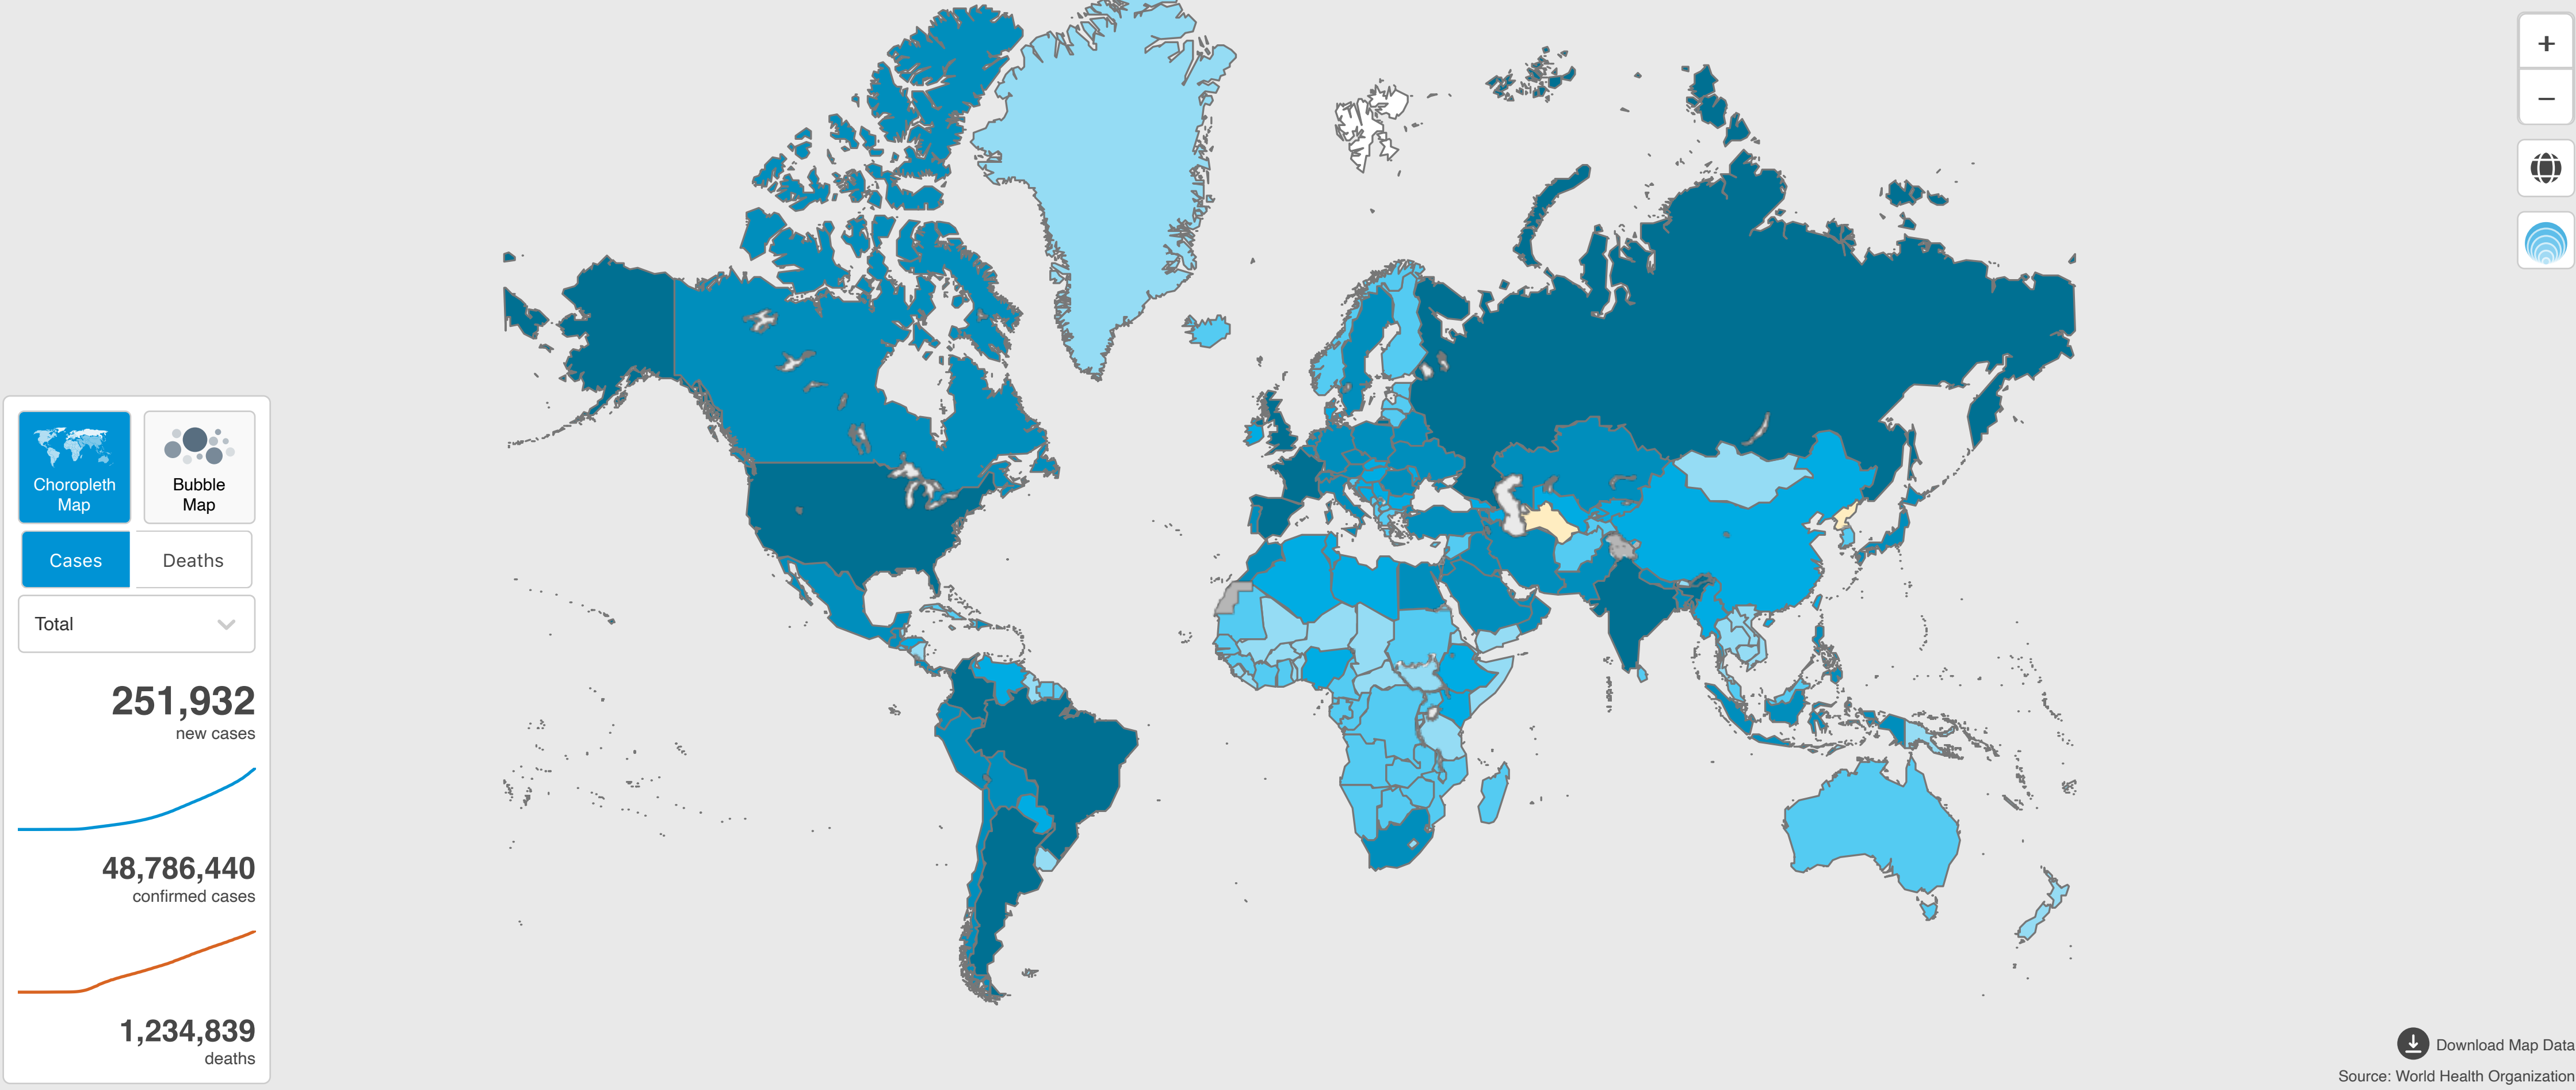 Choropleth
Map
Bubble
Map
Cases
Deaths
Total
251,932
new cases
48,786,440
confirmed cases
1,234,839
deaths
+
−
Download Map Data
Source: World Health Organization